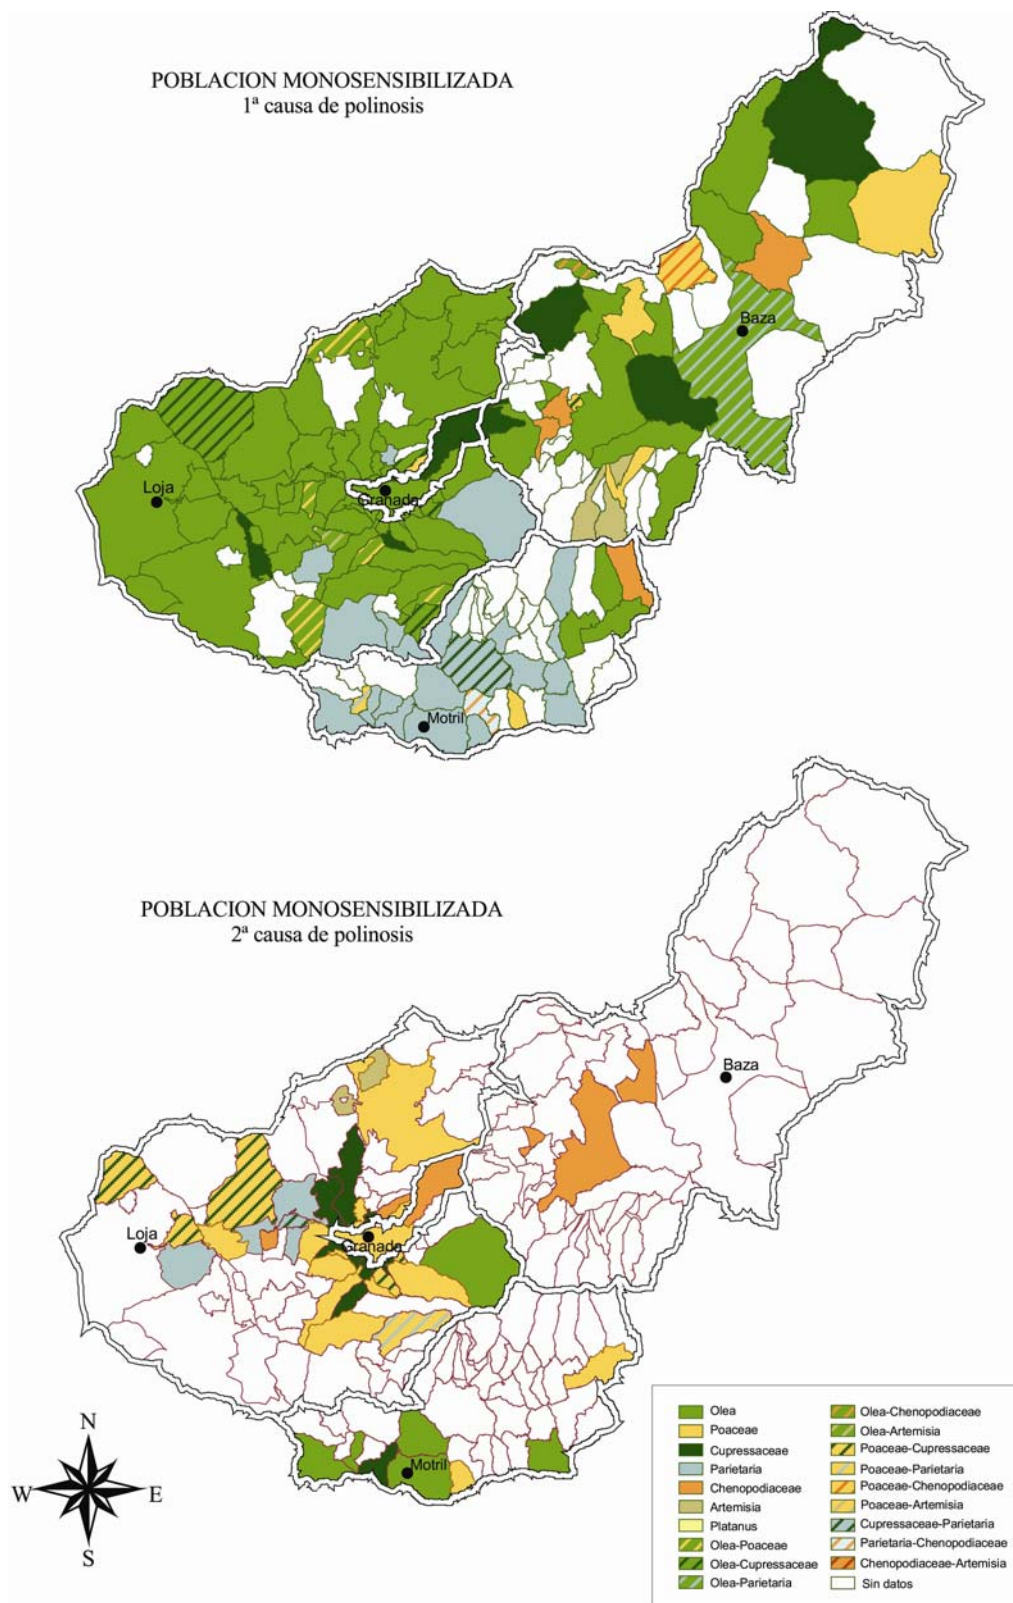 POBLACION MONOSENSIBILIZADA
1ª causa de polinosis
Baza
Loja
Granada
Motril
POBLACION MONOSENSIBILIZADA
2ª causa de polinosis
Baza
Loja
Granada
Motril
N
W
E
S
Olea
Poaceae
Cupressaceae
Parietaria
Chenopodiaceae
Artemisia
Platanus
Olea-Poaceae
Olea-Cupressaceae
Olea-Parietaria
Olea-Chenopodiaceae
Olea-Artemisia
Poaceae-Cupressaceae
Poaceae-Parietaria
Poaceae-Chenopodiaceae
Poaceae-Artemisia
Cupressaceae-Parietaria
Parietaria-Chenopodiaceae
Chenopodiaceae-Artemisia
Sin datos